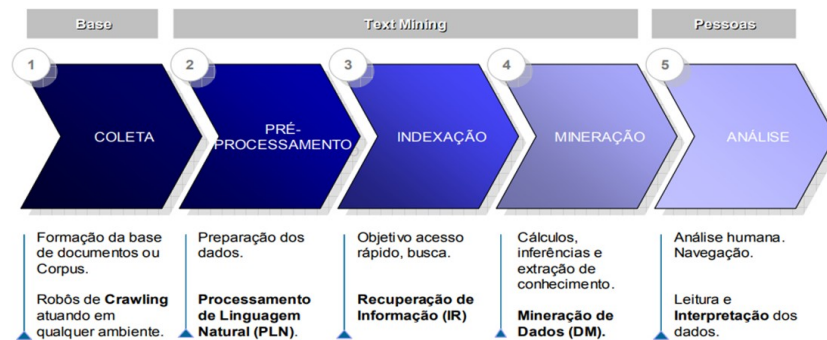 Base
Text Mining
Pessoas
1
2
3
4
5
COLETA
PRÉ-
PROCESSAMENTO
INDEXAÇÃO
MINERAÇÃO
ANÁLISE
Formação da base
de documentos ou
Corpus.
Robôs de Crawling
atuando em
qualquer ambiente.
Preparação dos
dados.
Processamento
de Linguagem
Natural (PLN).
Objetivo acesso
rápido, busca.
Recuperação de
Informação (IR)
Cálculos,
inferências e
extração de
conhecimento.
Mineração de
Dados (DM).
Análise humana.
Navegação.
Leitura e
Interpretação dos
dados.